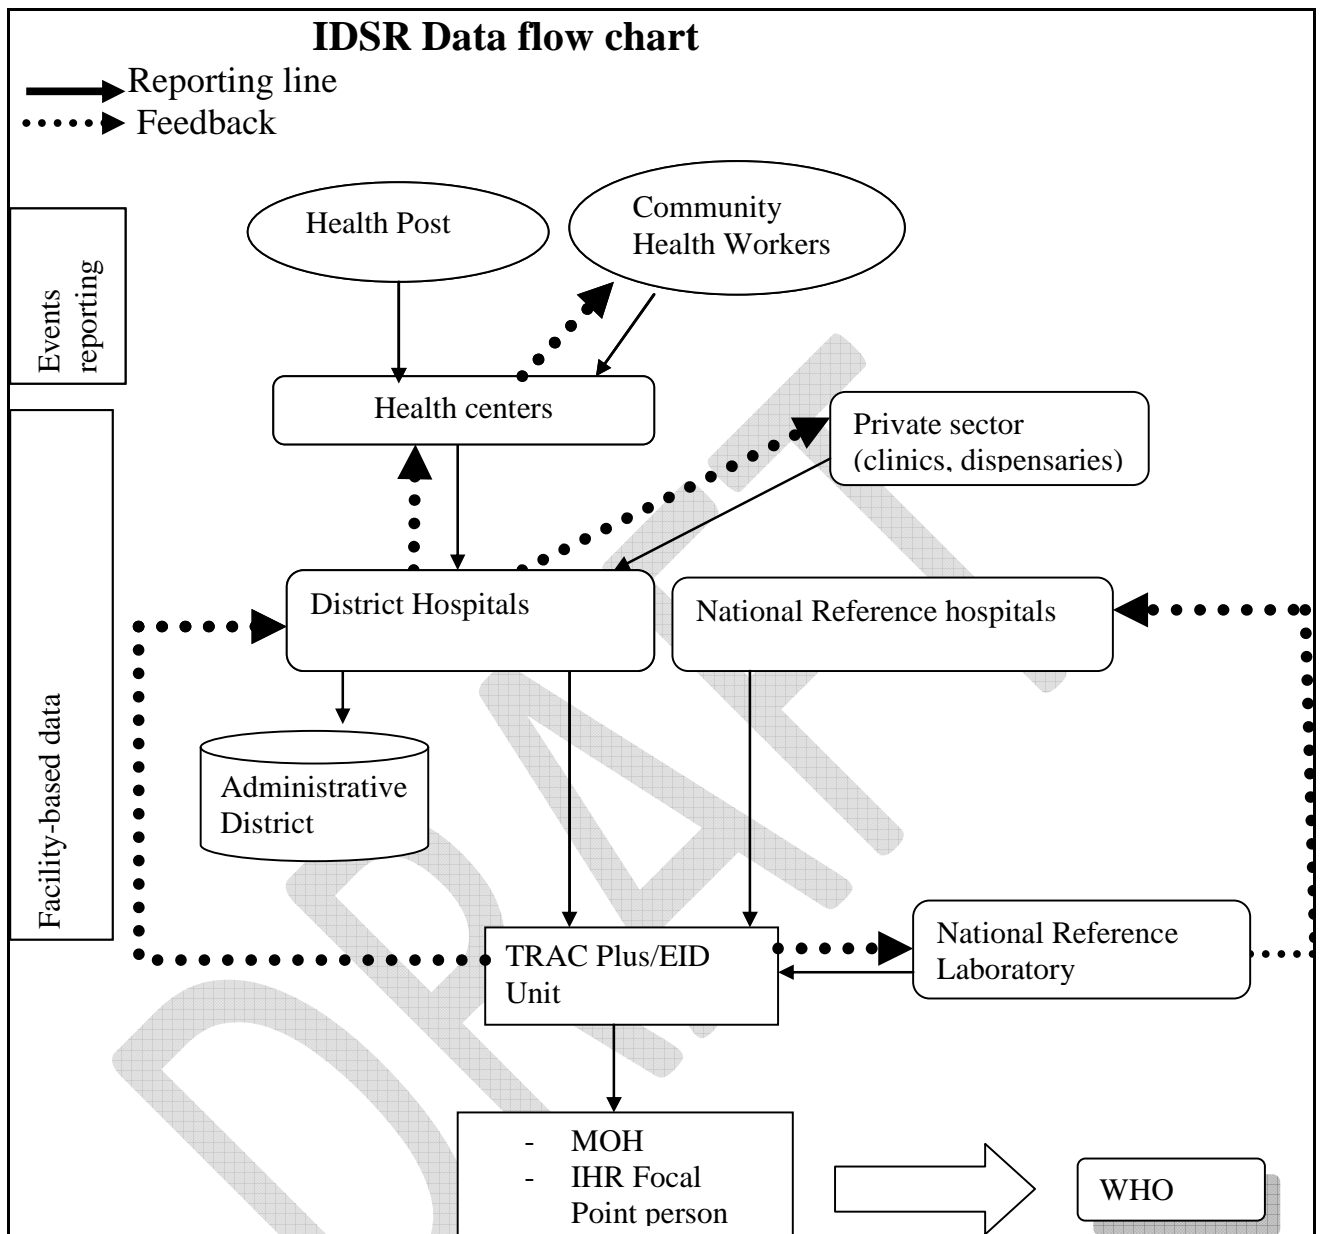 IDSR Data flow chart
Reporting line
Feedback
Health Post
Community
Health Workers
Events
reporting
Health centers
Private sector
(clinics, dispensaries)
District Hospitals
National Reference hospitals
Facility-based data
Administrative
District
TRAC Plus/EID
Unit
National Reference
Laboratory
- MOH
- IHR Focal
Point person
WHO
DRAFT